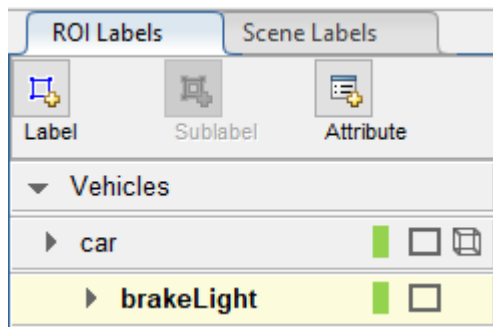 ROI Labels Scene Labels
Label Sublabel Attribute
Vehicles
car
brakeLight